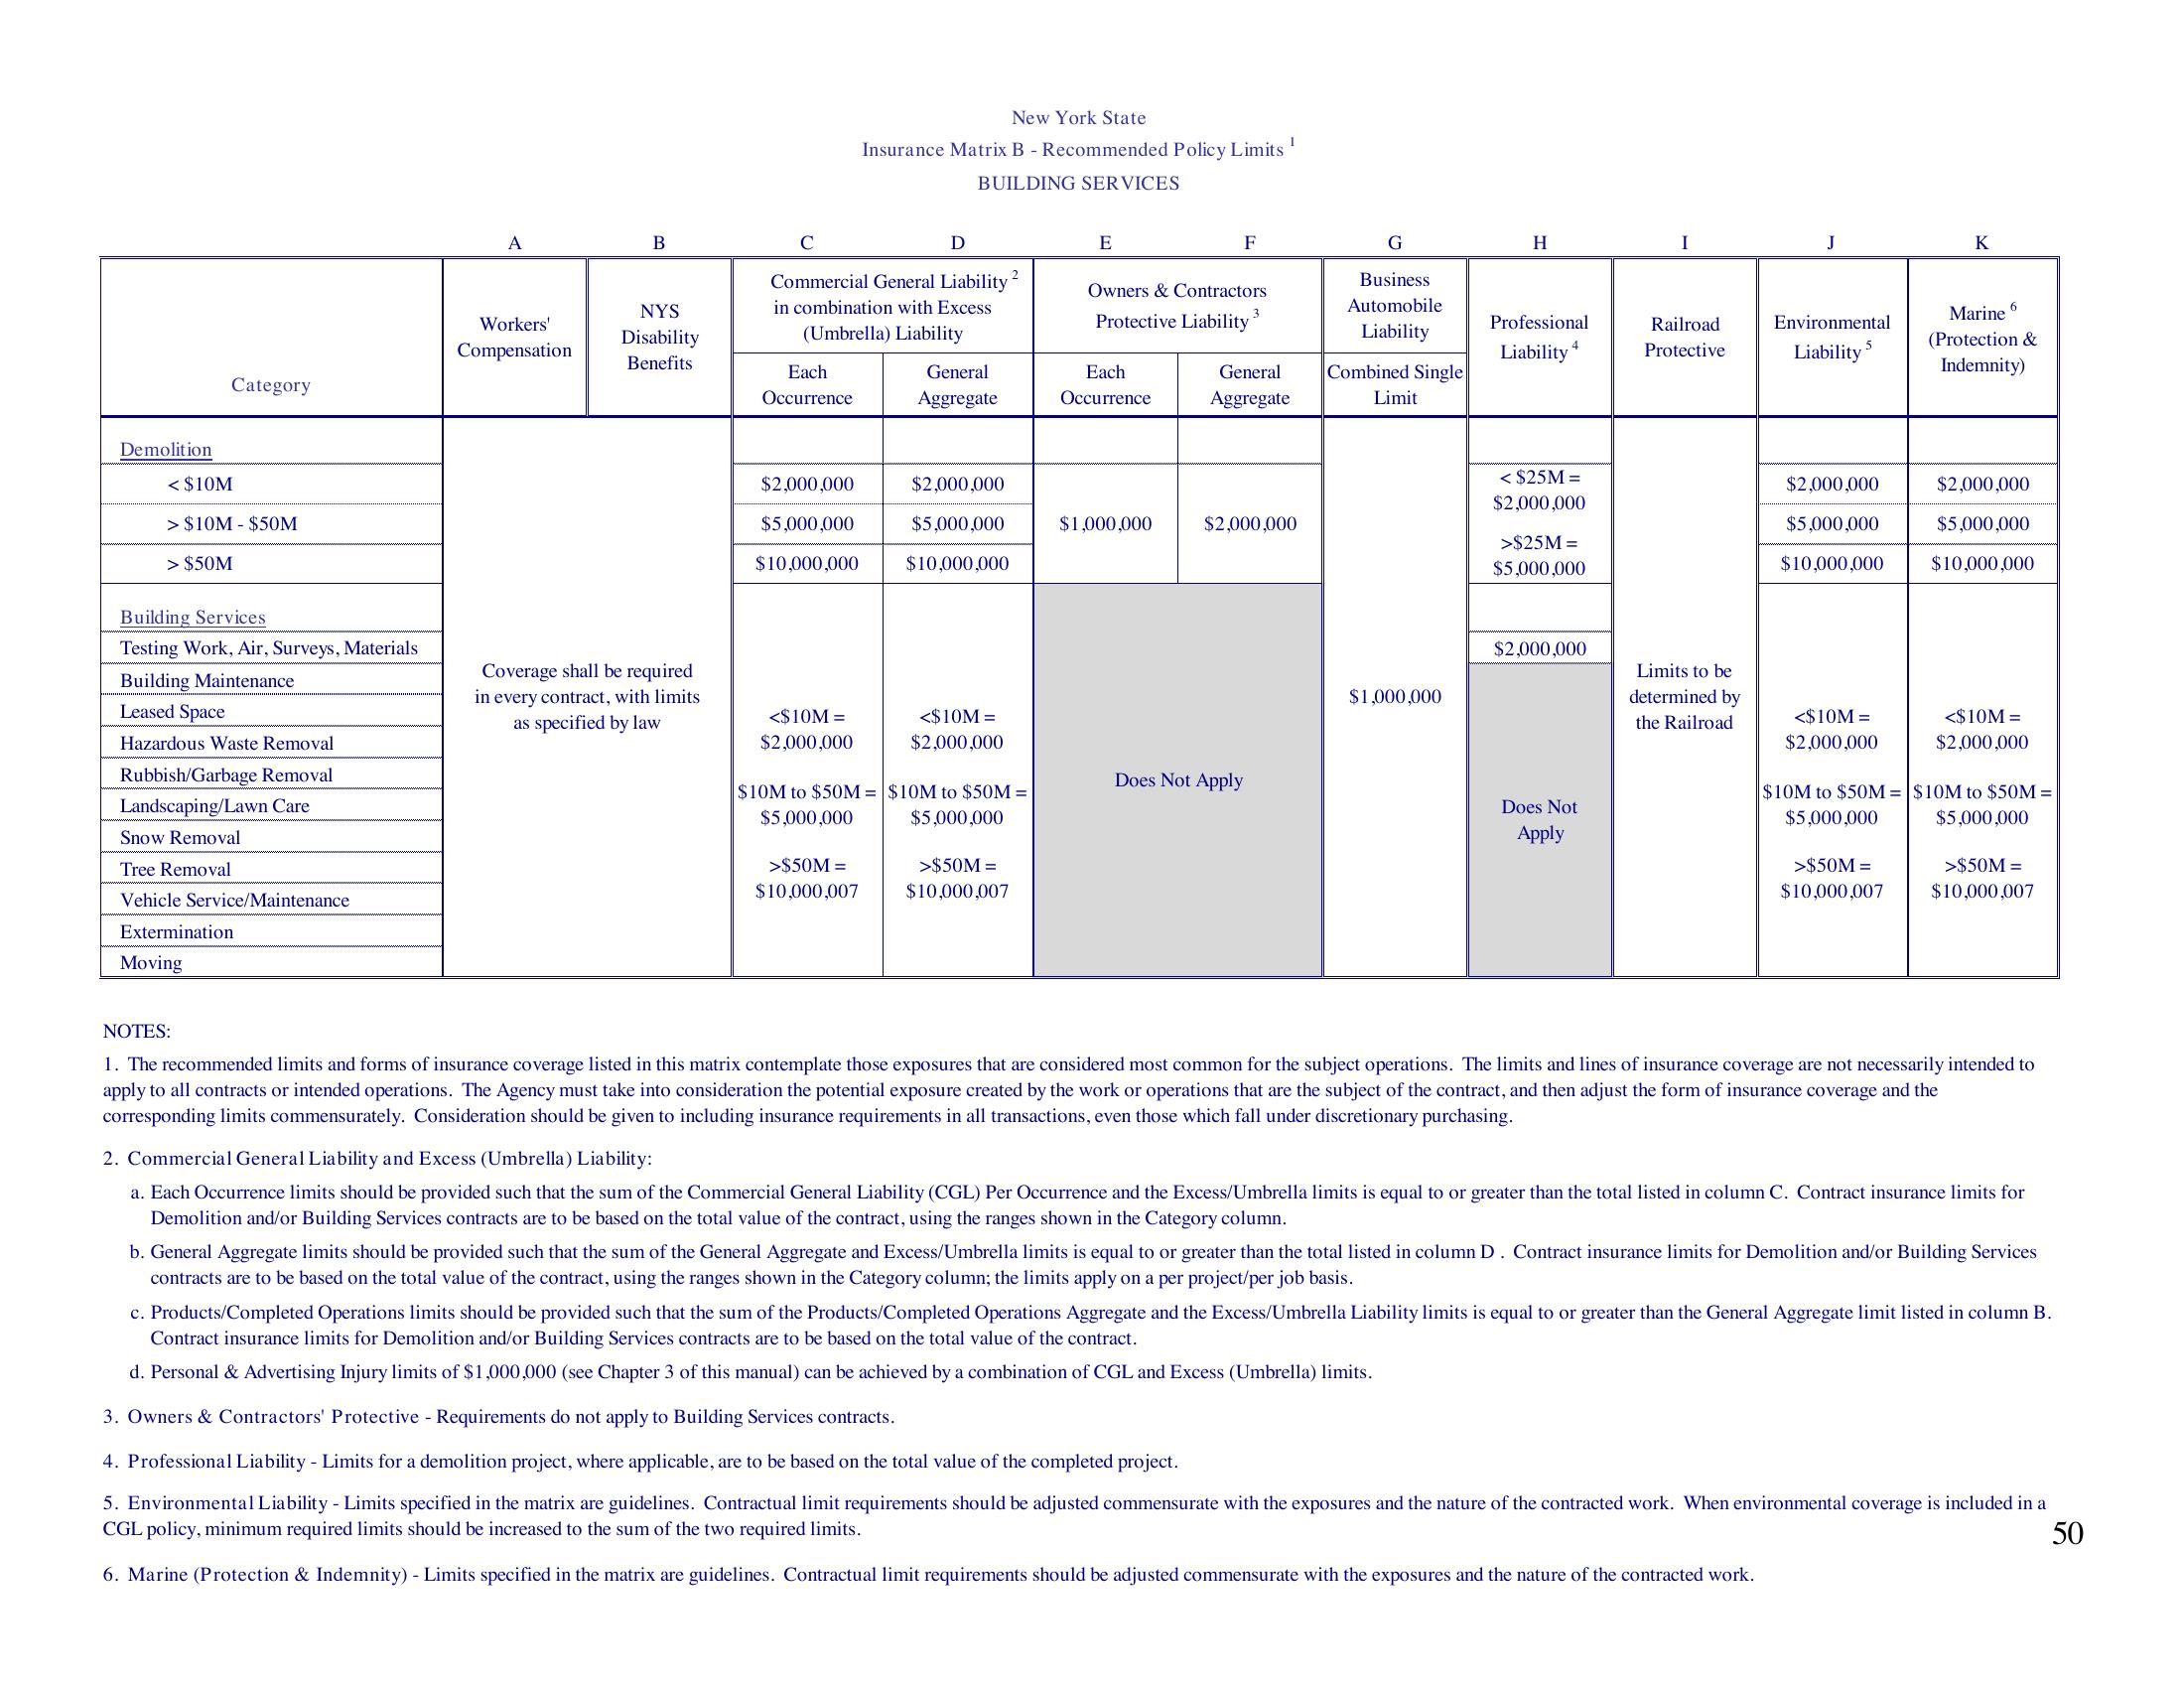 New York State
Insurance Matrix B - Recommended Policy Limits 1
BUILDING SERVICES
A B C D E F G H I J K
Category
Workers'
Compensation
NYS
Disability
Benefits
Commercial General Liability 2
in combination with Excess
(Umbrella) Liability
Each
Occurrence
General
Aggregate
Owners & Contractors
Protective Liability 3
Each
Occurrence
General
Aggregate
Business
Automobile
Liability
Combined Single
Limit
Professional
Liability 4
Railroad
Protective
Environmental
Liability 5
Marine 6
(Protection &
Indemnity)
Demolition
< $10M
> $10M - $50M
> $50M
Building Services
Testing Work, Air, Surveys, Materials
Building Maintenance
Leased Space
Hazardous Waste Removal
Rubbish/Garbage Removal
Landscaping/Lawn Care
Snow Removal
Tree Removal
Vehicle Service/Maintenance
Extermination
Moving
Coverage shall be required
in every contract, with limits
as specified by law
$2,000,000
$5,000,000
$10,000,000
<$10M =
$2,000,000
$10M to $50M =
$5,000,000
>$50M =
$10,000,007
$2,000,000
$5,000,000
$10,000,000
<$10M =
$2,000,000
$10M to $50M =
$5,000,000
>$50M =
$10,000,007
$1,000,000
$2,000,000
Does Not Apply
$1,000,000
< $25M =
$2,000,000
>$25M =
$5,000,000
$2,000,000
Does Not
Apply
Limits to be
determined by
the Railroad
$2,000,000
$5,000,000
$10,000,000
<$10M =
$2,000,000
$10M to $50M =
$5,000,000
>$50M =
$10,000,007
$2,000,000
$5,000,000
$10,000,000
<$10M =
$2,000,000
$10M to $50M =
$5,000,000
>$50M =
$10,000,007
NOTES:
1. The recommended limits and forms of insurance coverage listed in this matrix contemplate those exposures that are considered most common for the subject operations. The limits and lines of insurance coverage are not necessarily intended to
apply to all contracts or intended operations. The Agency must take into consideration the potential exposure created by the work or operations that are the subject of the contract, and then adjust the form of insurance coverage and the
corresponding limits commensurately. Consideration should be given to including insurance requirements in all transactions, even those which fall under discretionary purchasing.
2. Commercial General Liability and Excess (Umbrella) Liability:
a. Each Occurrence limits should be provided such that the sum of the Commercial General Liability (CGL) Per Occurrence and the Excess/Umbrella limits is equal to or greater than the total listed in column C. Contract insurance limits for
Demolition and/or Building Services contracts are to be based on the total value of the contract, using the ranges shown in the Category column.
b. General Aggregate limits should be provided such that the sum of the General Aggregate and Excess/Umbrella limits is equal to or greater than the total listed in column D . Contract insurance limits for Demolition and/or Building Services
contracts are to be based on the total value of the contract, using the ranges shown in the Category column; the limits apply on a per project/per job basis.
c. Products/Completed Operations limits should be provided such that the sum of the Products/Completed Operations Aggregate and the Excess/Umbrella Liability limits is equal to or greater than the General Aggregate limit listed in column B.
Contract insurance limits for Demolition and/or Building Services contracts are to be based on the total value of the contract.
d. Personal & Advertising Injury limits of $1,000,000 (see Chapter 3 of this manual) can be achieved by a combination of CGL and Excess (Umbrella) limits.
3. Owners & Contractors' Protective - Requirements do not apply to Building Services contracts.
4. Professional Liability - Limits for a demolition project, where applicable, are to be based on the total value of the completed project.
5. Environmental Liability - Limits specified in the matrix are guidelines. Contractual limit requirements should be adjusted commensurate with the exposures and the nature of the contracted work. When environmental coverage is included in a
CGL policy, minimum required limits should be increased to the sum of the two required limits.
50
6. Marine (Protection & Indemnity) - Limits specified in the matrix are guidelines. Contractual limit requirements should be adjusted commensurate with the exposures and the nature of the contracted work.